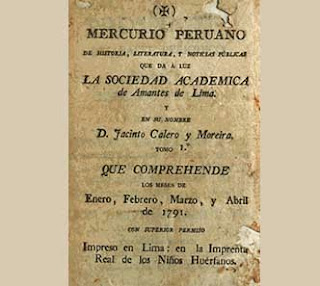 MERCURIO PERUANO
DE HISTORIA, LITERATURA, Y NOTICIAS PÚBLICAS
QUE DA A LUZ
LA SOCIEDAD ACADEMICA
de Amantes de Lima.
Y
EN SU NOMBRE
D. Jacinto Calero y Moreira.
TOMO I.º
QUE COMPREHENDE
LOS MESES DE
Enero, Febrero, Marzo, y Abril
de 1791.
CON SUPERIOR PERMISO
Impreso en Lima: en la Imprenta
Real de los Niños Huérfanos.